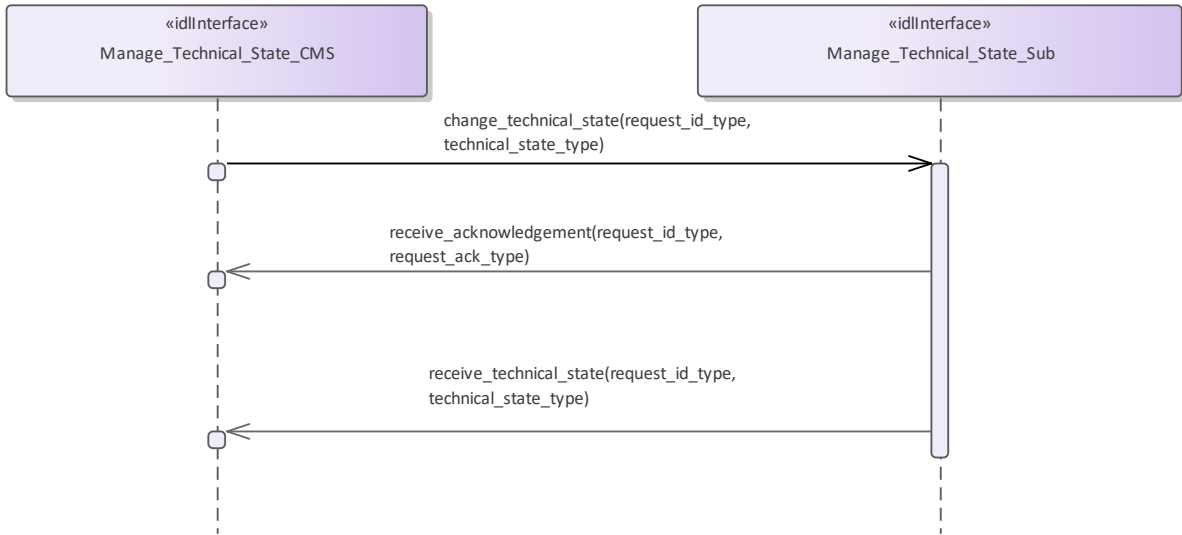 «idlInterface»
Manage_Technical_State_CMS
«idlInterface»
Manage_Technical_State_Sub
change_technical_state(request_id_type,
technical_state_type)
receive_acknowledgement(request_id_type,
request_ack_type)
receive_technical_state(request_id_type,
technical_state_type)